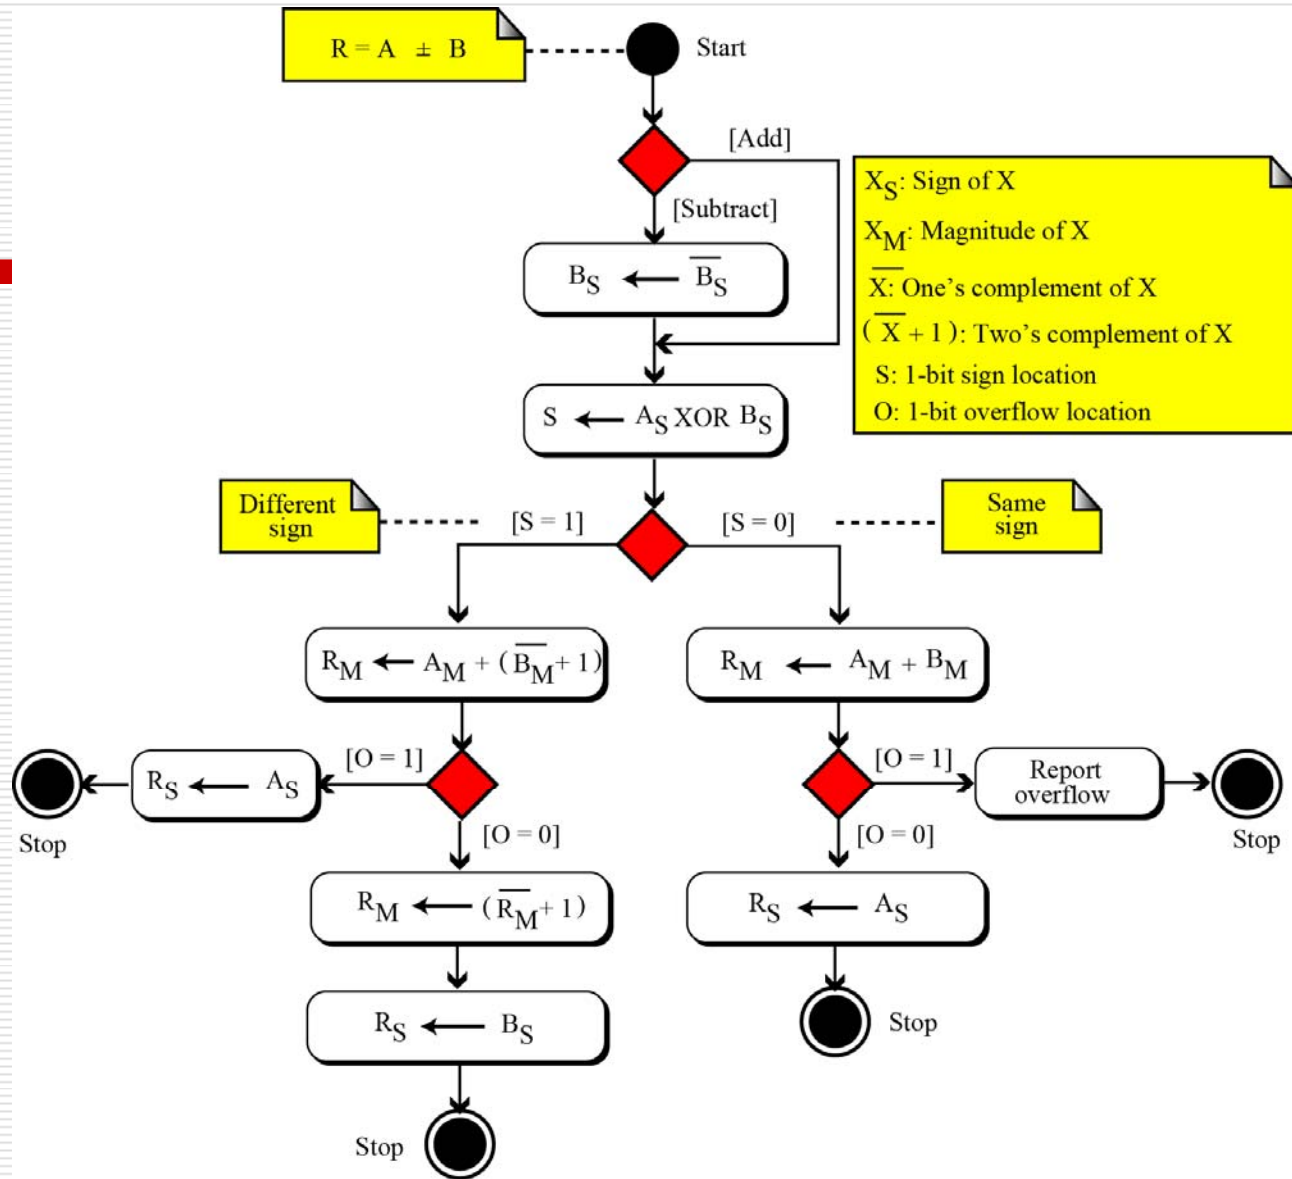 R = A ± B
Start
[Add]
[Subtract]
X_S: Sign of X
X_M: Magnitude of X
X̅: One's complement of X
(X̅ + 1): Two's complement of X
S: 1-bit sign location
O: 1-bit overflow location
B_S ← B̅_S
S ← A_S XOR B_S
Different
sign
[S = 1]
[S = 0]
Same
sign
R_M ← A_M + (B̅_M + 1)
R_M ← A_M + B_M
[O = 1]
R_S ← A_S
Stop
[O = 0]
[O = 1]
Report
overflow
Stop
[O = 0]
R_M ← (R̅_M + 1)
R_S ← A_S
R_S ← B_S
Stop
Stop